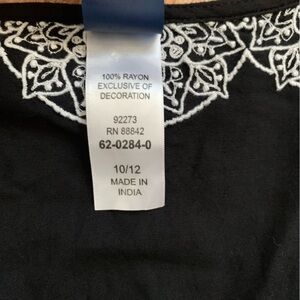 100% RAYON
EXCLUSIVE OF
DECORATION
92273
RN 88842
62-0284-0
10/12
MADE IN
INDIA